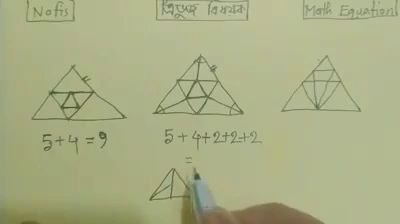 Nofis
ত্রিভুজ বিষয়ক
Math Equation
5+4=9
5+4+2+2+2
=